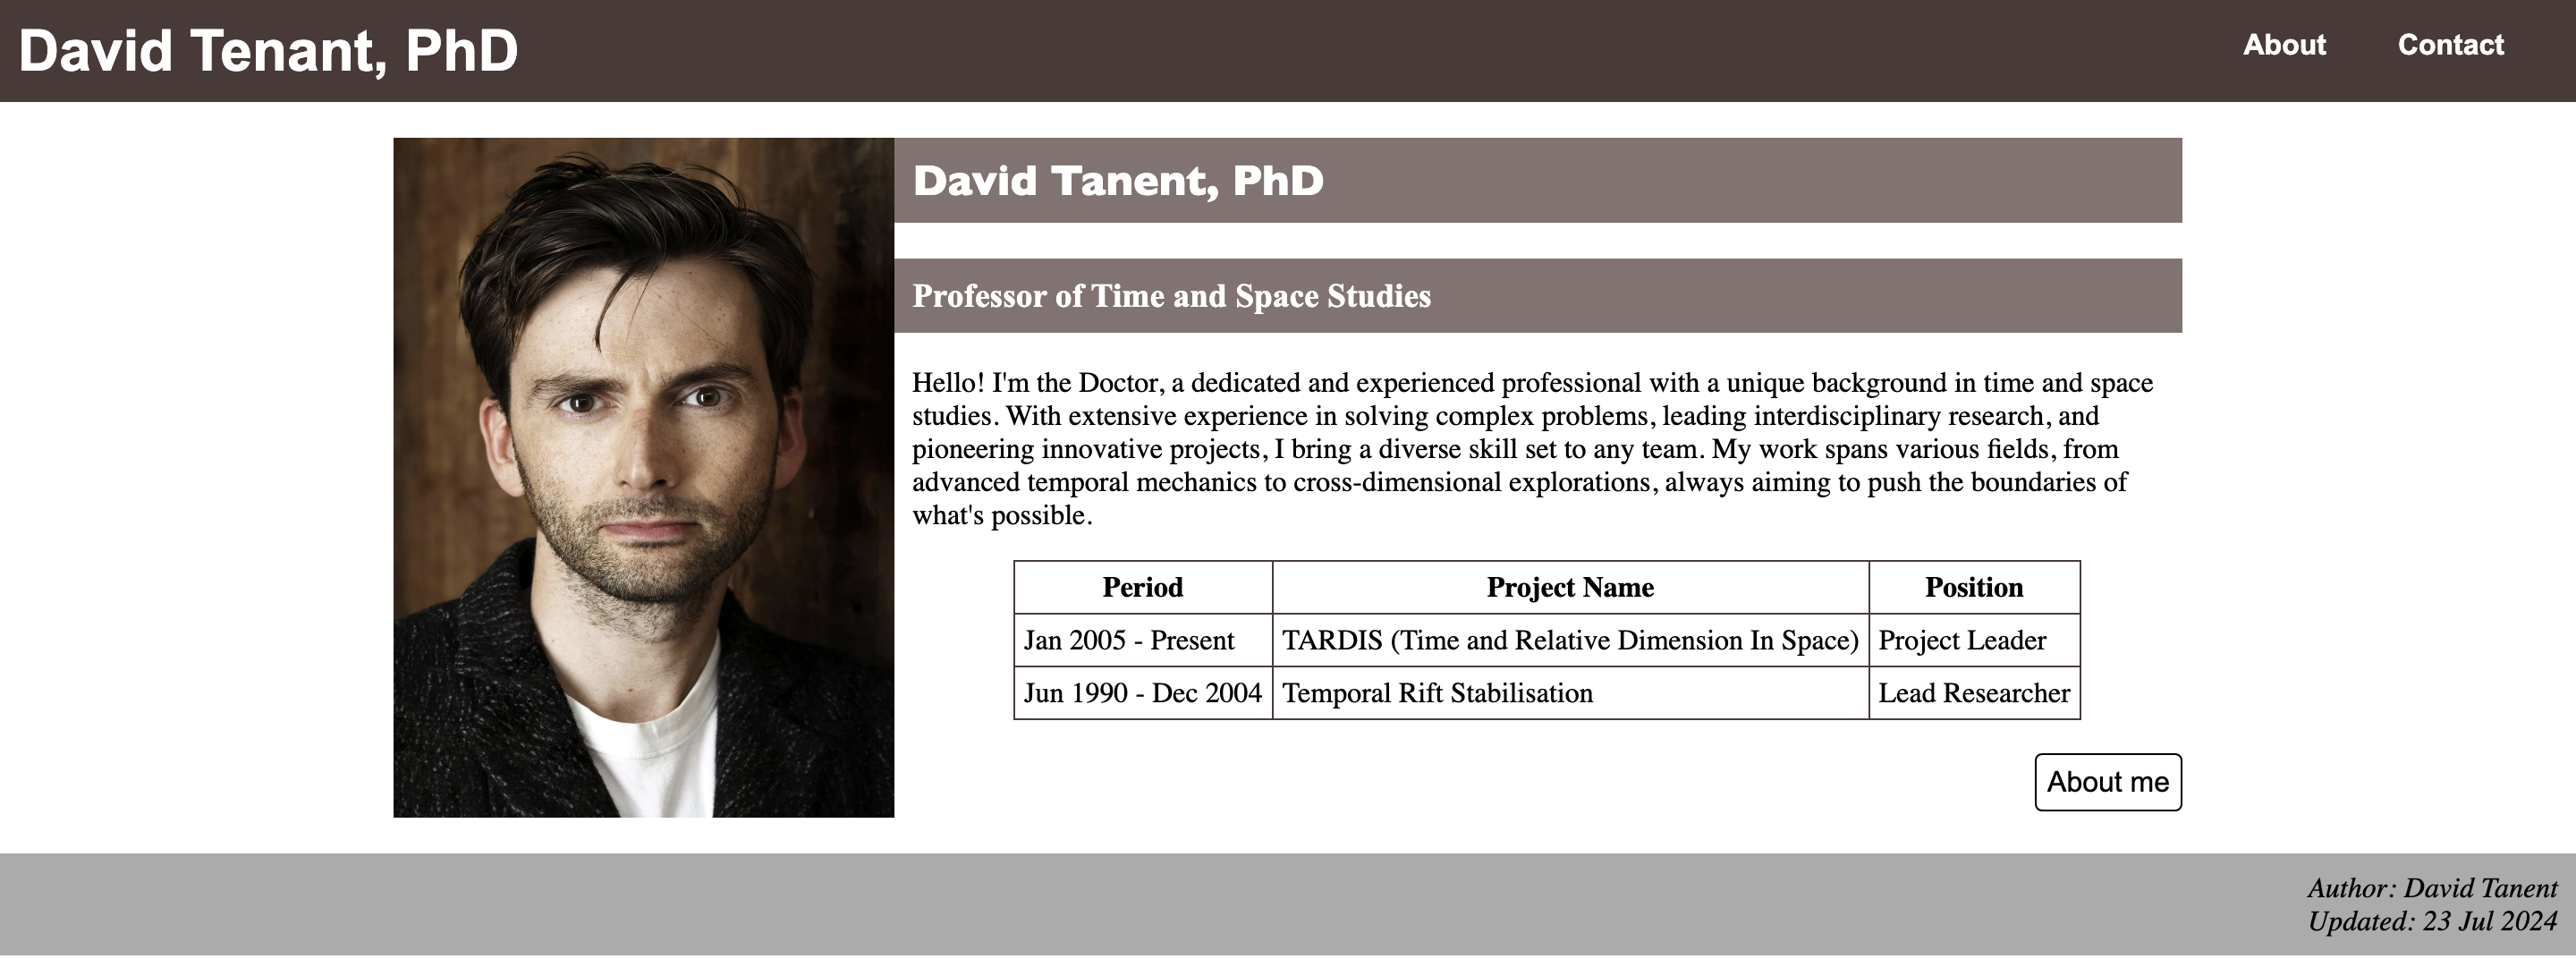 David Tenant, PhD
About
Contact
David Tanent, PhD
Professor of Time and Space Studies
Hello! I'm the Doctor, a dedicated and experienced professional with a unique background in time and space
studies. With extensive experience in solving complex problems, leading interdisciplinary research, and
pioneering innovative projects, I bring a diverse skill set to any team. My work spans various fields, from
advanced temporal mechanics to cross-dimensional explorations, always aiming to push the boundaries of
what's possible.
Period Project Name Position
Jan 2005 - Present TARDIS (Time and Relative Dimension In Space) Project Leader
Jun 1990 - Dec 2004 Temporal Rift Stabilisation Lead Researcher
About me
Author: David Tanent
Updated: 23 Jul 2024